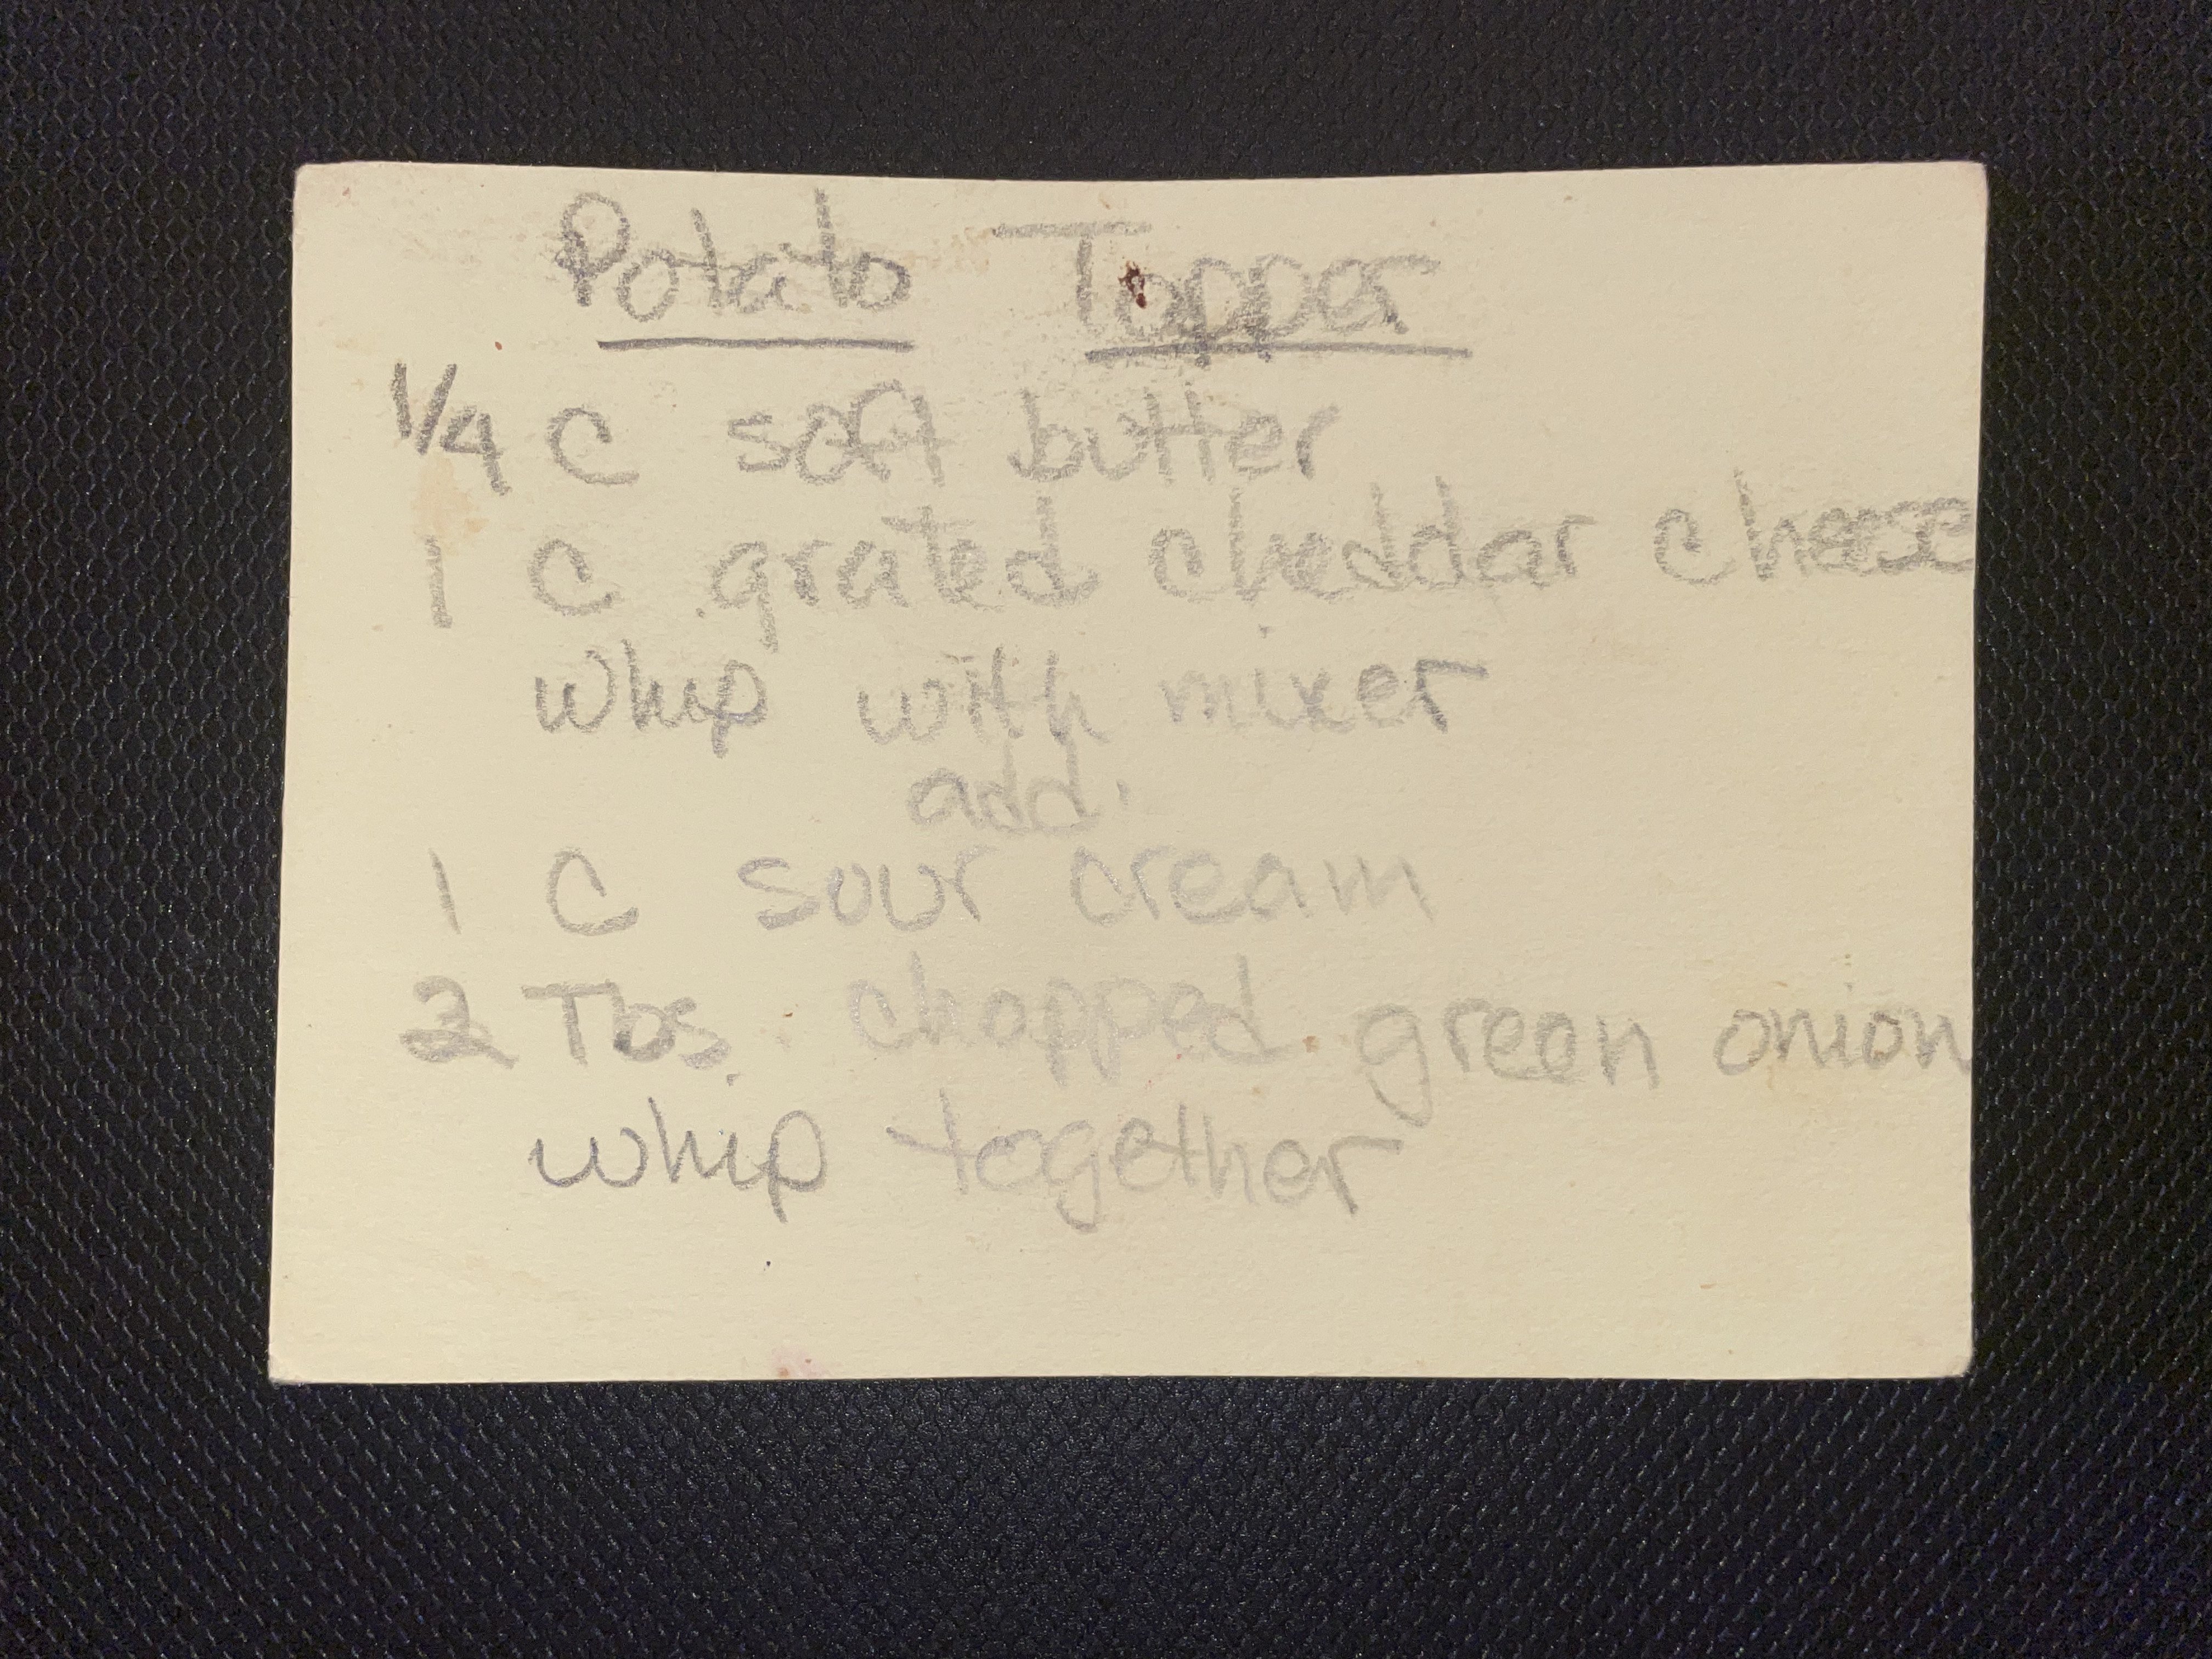 Potato Topper
1/4 C soft butter
1 C grated cheddar cheese
whip with mixer
add
1 C sour cream
2 Tbs. chopped green onion
whip together